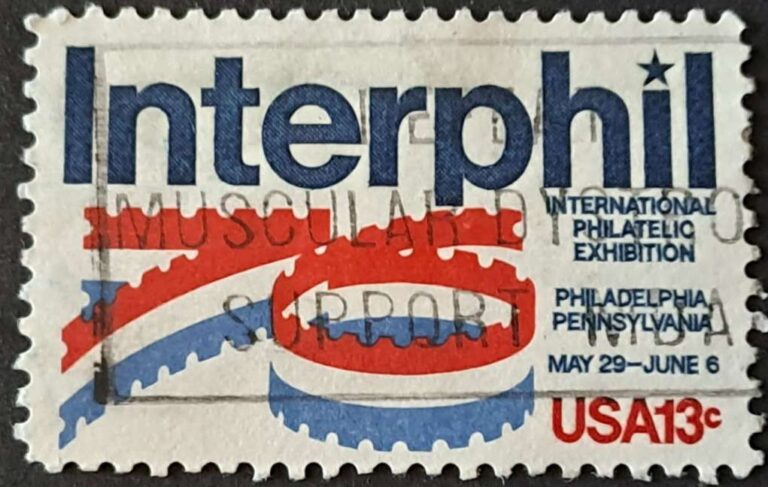 Interphil
INTERNATIONAL
PHILATELIC
EXHIBITION
PHILADELPHIA
PENNSYLVANIA
MAY 29–JUNE 6
USA13c
MUSCULAR DYSTRO
SUPPORT MDA